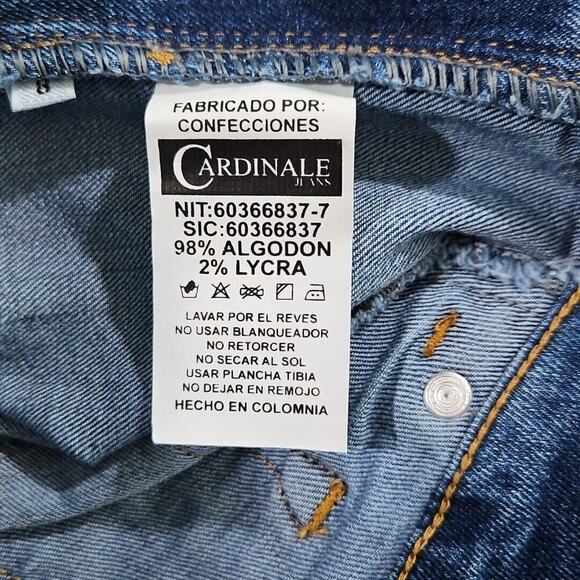 8
FABRICADO POR:
CONFECCIONES
CARDINALE
JEANS
NIT:60366837-7
SIC:60366837
98% ALGODON
2% LYCRA
LAVAR POR EL REVES
NO USAR BLANQUEADOR
NO RETORCER
NO SECAR AL SOL
USAR PLANCHA TIBIA
NO DEJAR EN REMOJO
HECHO EN COLOMNIA